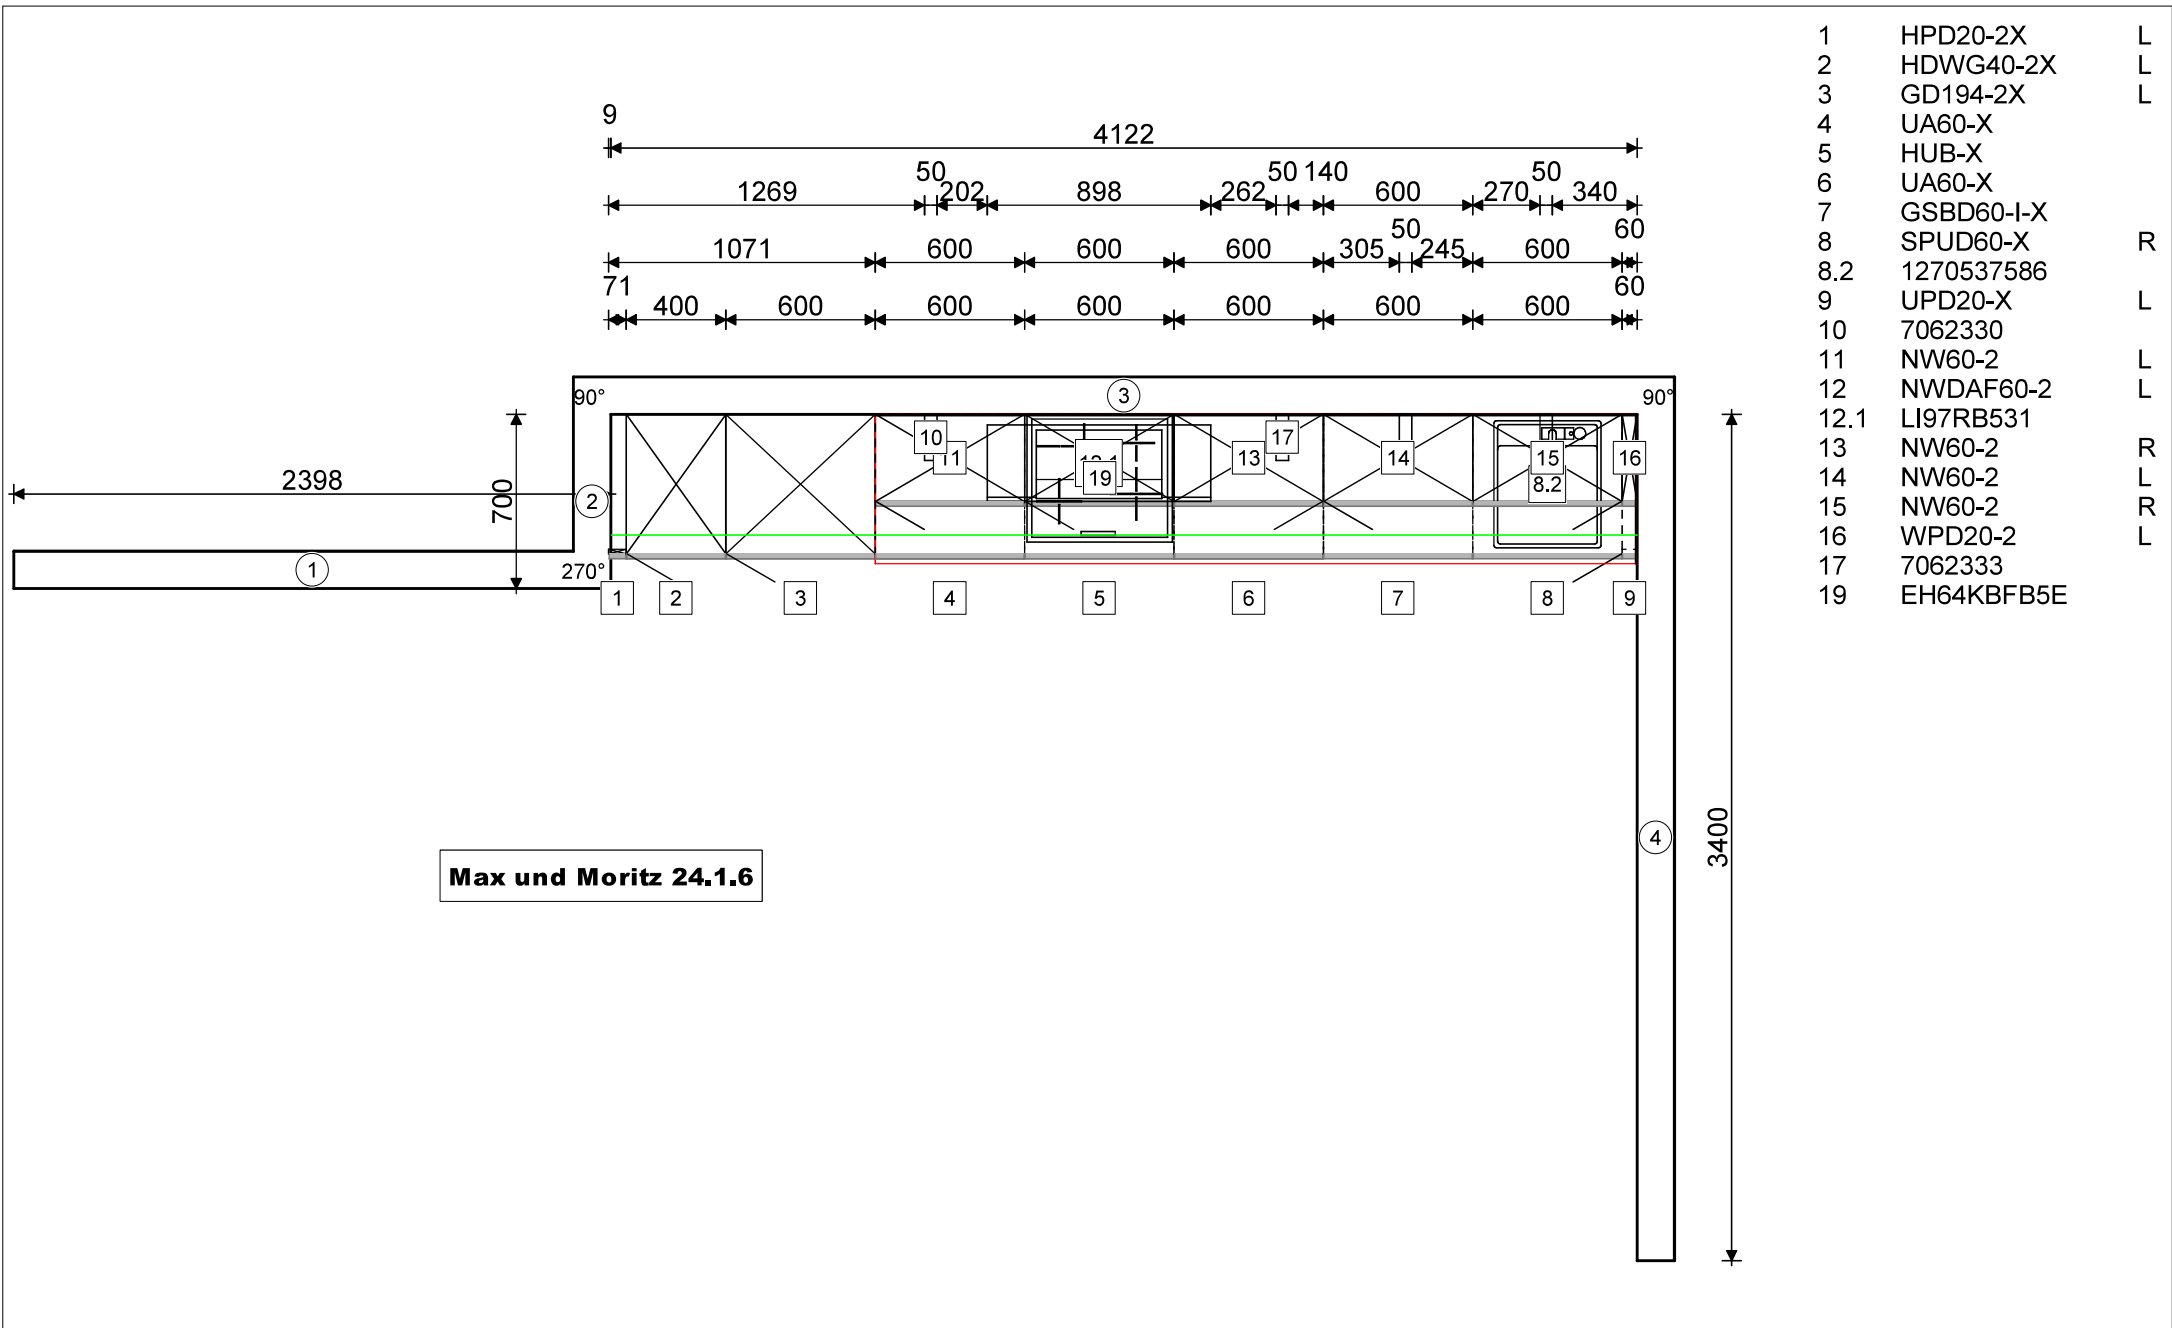 1 HPD20-2X L
2 HDWG40-2X L
3 GD194-2X L
4 UA60-X
5 HUB-X
6 UA60-X
7 GSBD60-I-X
8 SPUD60-X R
8.2 1270537586
9 UPD20-X L
10 7062330
11 NW60-2 L
12 NWDAF60-2 L
12.1 LI97RB531
13 NW60-2 R
14 NW60-2 L
15 NW60-2 R
16 WPD20-2 L
17 7062333
19 EH64KBFB5E
9
4122
50 50 140 50
1269 202 898 262 600 270 340
50 60
1071 600 600 600 305 245 600
71 60
400 600 600 600 600 600 600
90° 3 90°
10 17
11 13 14 15 16
19 8.2
2398 700 2
1 270°
1 2 3 4 5 6 7 8 9
3400 4
Max und Moritz 24.1.6